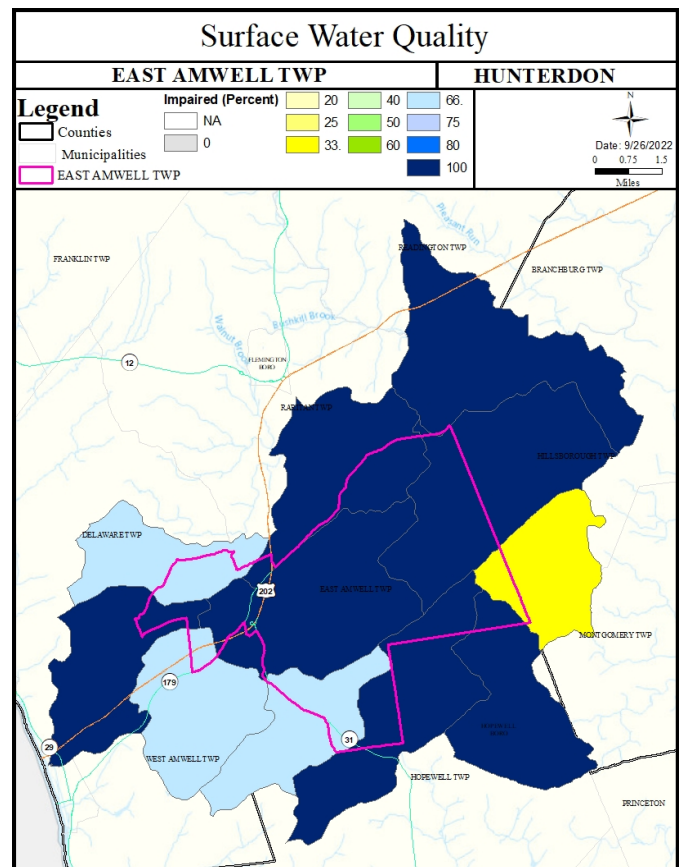 Surface Water Quality
EAST AMWELL TWP
HUNTERDON
Legend
Counties
Municipalities
EAST AMWELL TWP
Impaired (Percent)
NA
0
20
25
33.
40
50
60
66.
75
80
100
N
Date: 9/26/2022
0 0.75 1.5
Miles
Pleasant Run
READINGTON TWP
FRANKLIN TWP
BRANCHBURG TWP
Bushkill Brook
Walnut Brook
12
FLEMINGTON
BORO
RARITAN TWP
HILLSBOROUGH TWP
DELAWARE TWP
202
EAST AMWELL TWP
MONTGOMERY TWP
179
31
HOPEWELL
BORO
29
WEST AMWELL TWP
HOPEWELL TWP
PRINCETON